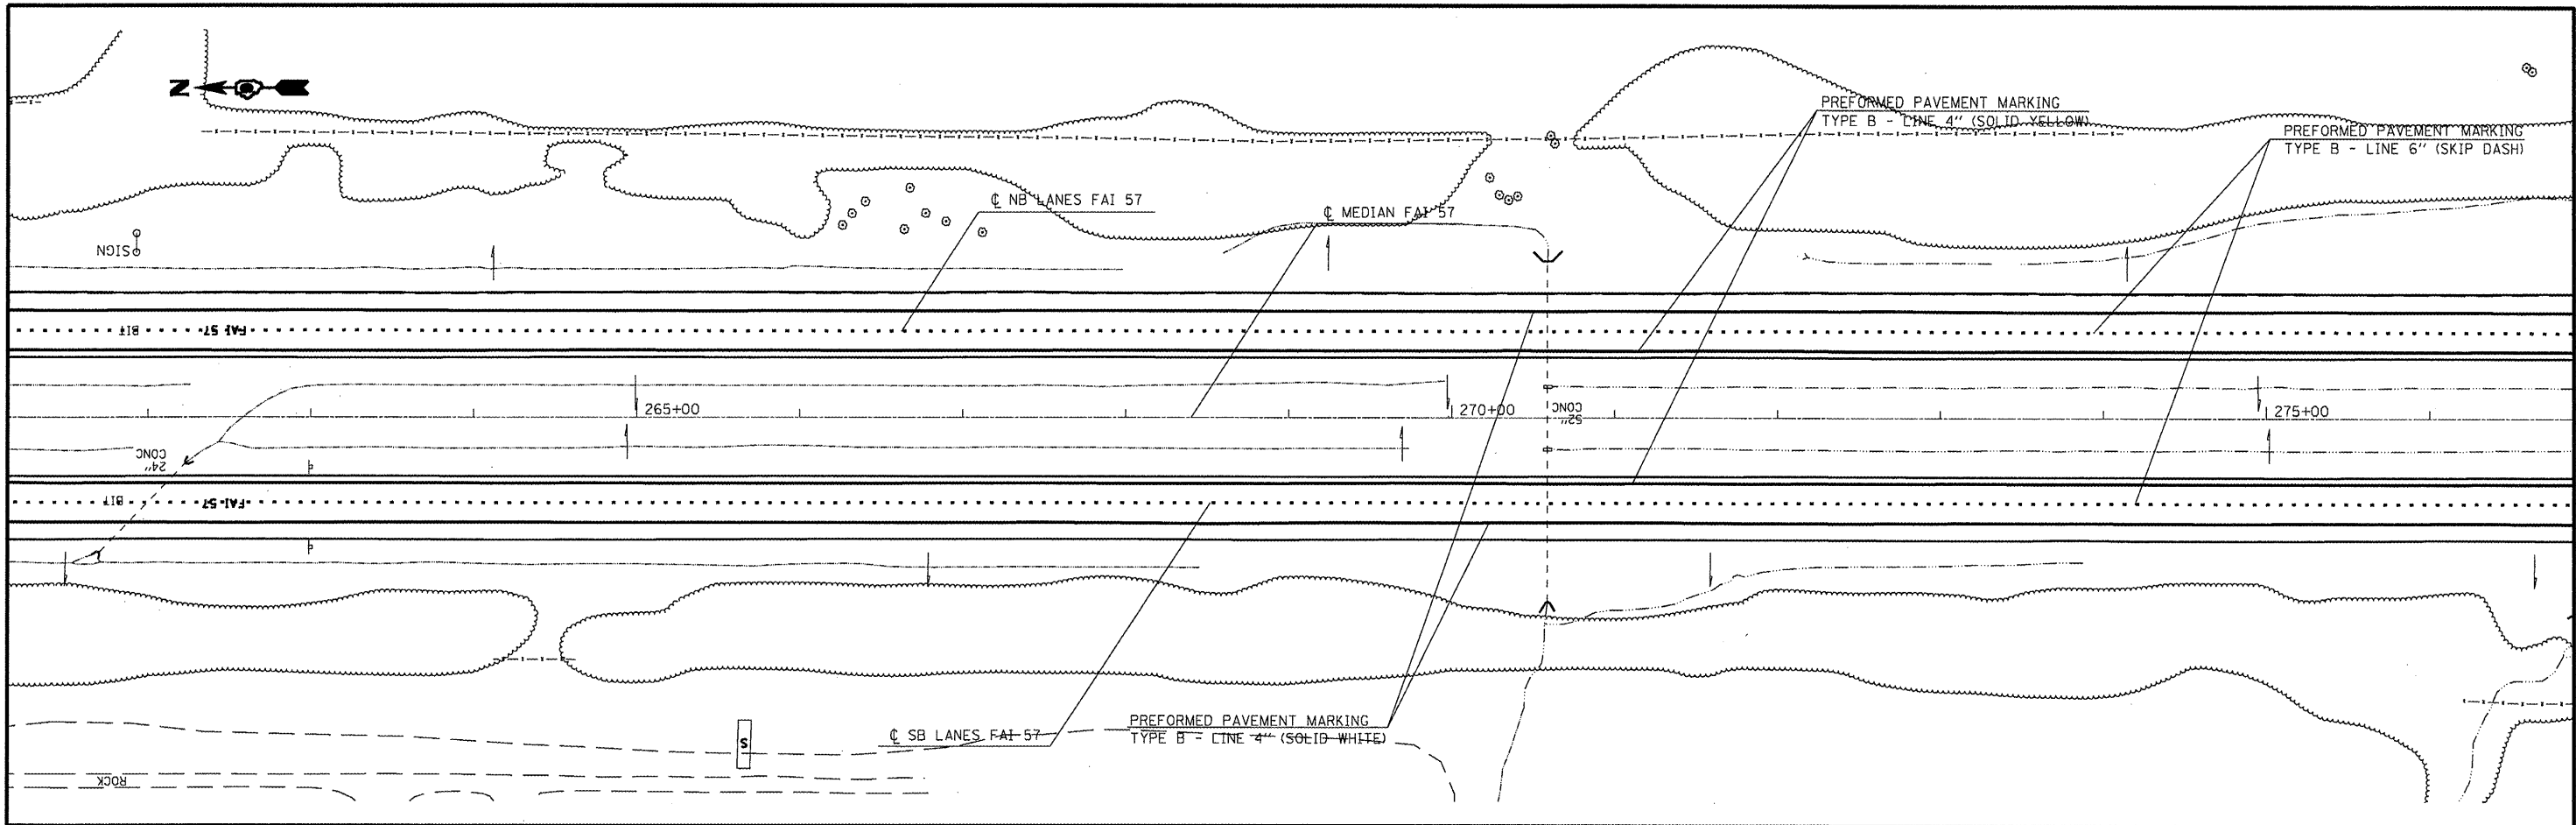 N
PREFORMED PAVEMENT MARKING
TYPE B - LINE 4" (SOLID YELLOW)
PREFORMED PAVEMENT MARKING
TYPE B - LINE 6" (SKIP DASH)
℄ NB LANES FAI 57
℄ MEDIAN FAI 57
SIGN
BIT
FAI 57
265+00
270+00
52"
CONC
275+00
24"
CONC
BIT
FAI 57
S
℄ SB LANES FAI 57
PREFORMED PAVEMENT MARKING
TYPE B - LINE 4" (SOLID WHITE)
ROCK